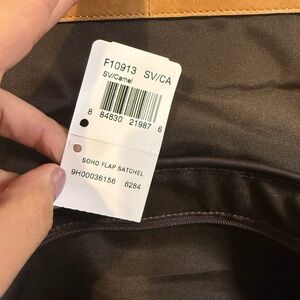 F10913 SV/CA
SV/Camel
8 84830 21987 6
SOHO FLAP SATCHEL
9H00036156 6284